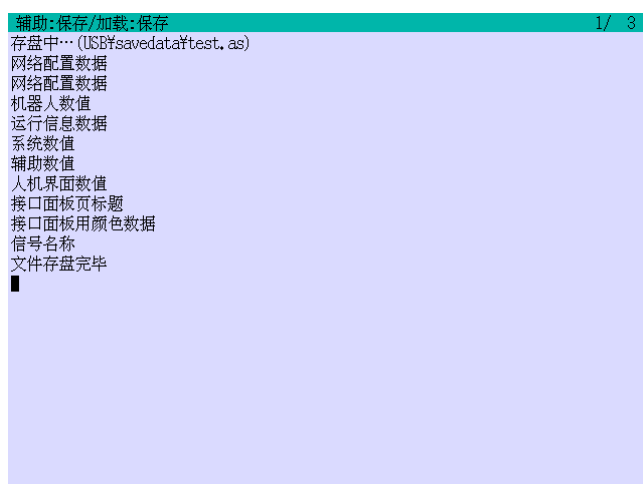 辅助:保存/加载:保存 1/ 3
存盘中…(USB¥savedata¥test.as)
网络配置数据
网络配置数据
机器人数值
运行信息数据
系统数值
辅助数值
人机界面数值
接口面板页标题
接口面板用颜色数据
信号名称
文件存盘完毕